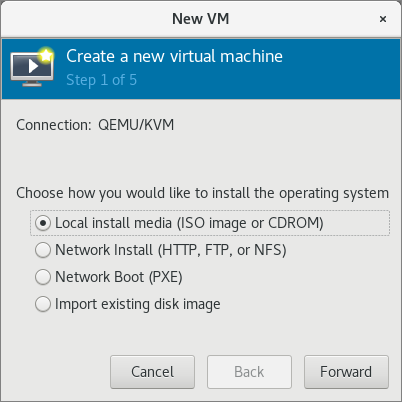 New VM
Create a new virtual machine
Step 1 of 5
Connection: QEMU/KVM
Choose how you would like to install the operating system
Local install media (ISO image or CDROM)
Network Install (HTTP, FTP, or NFS)
Network Boot (PXE)
Import existing disk image
Cancel Back Forward